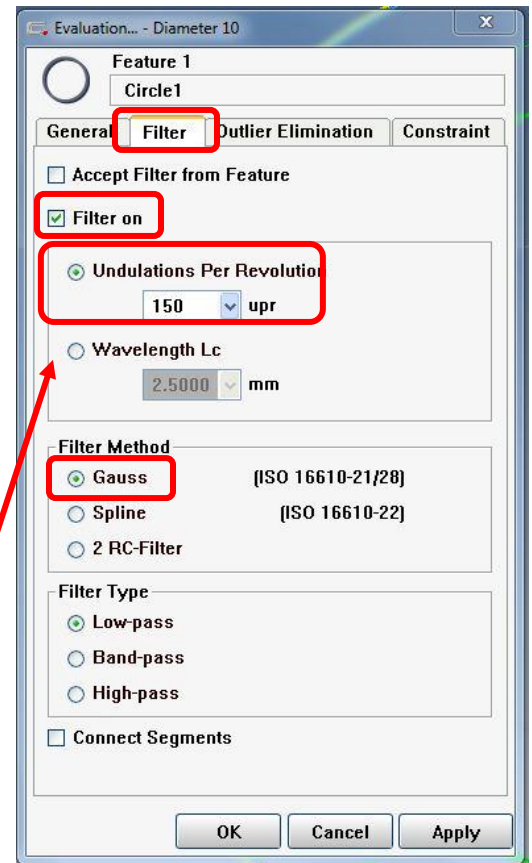 Evaluation... - Diameter 10
Feature 1
Circle1
General Filter Outlier Elimination Constraint
Accept Filter from Feature
Filter on
Undulations Per Revolution
150 upr
Wavelength Lc
2.5000 mm
Filter Method
Gauss (ISO 16610-21/28)
Spline (ISO 16610-22)
2 RC-Filter
Filter Type
Low-pass
Band-pass
High-pass
Connect Segments
OK Cancel Apply